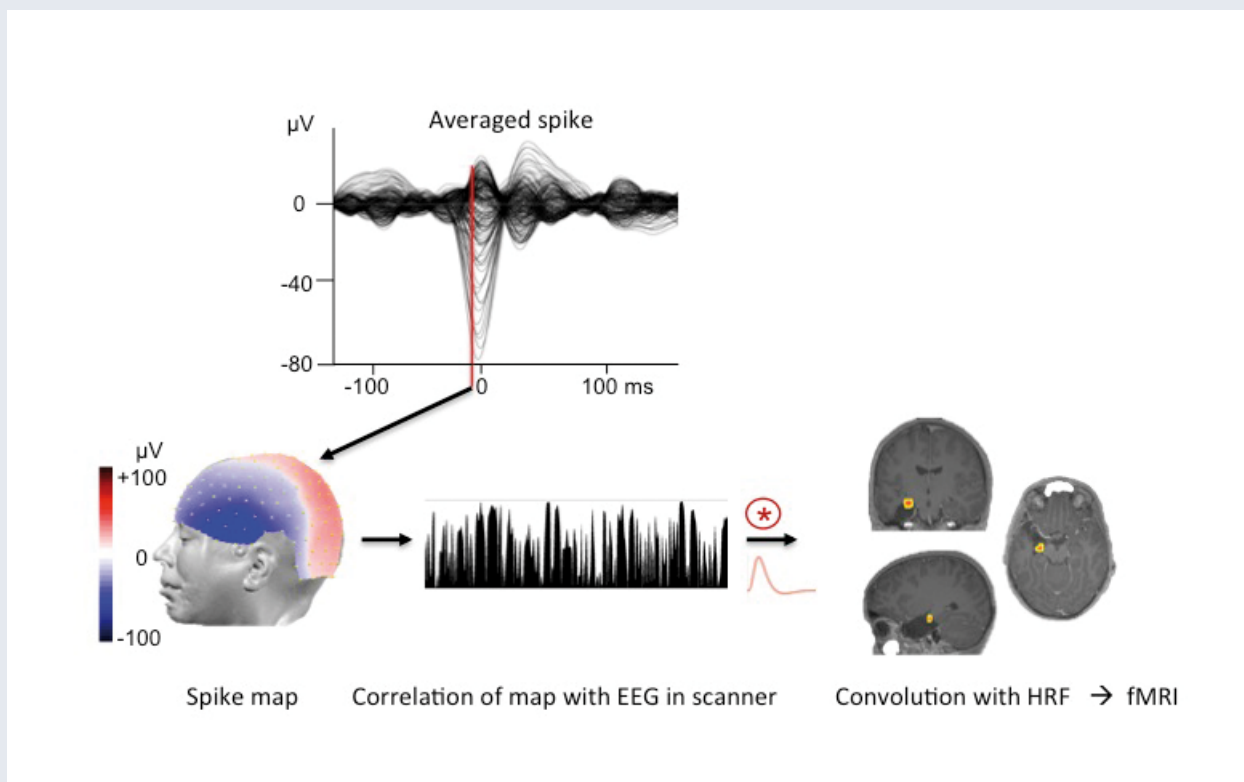 µV
Averaged spike
0
-40
-80
-100
0
100 ms
µV
+100
0
-100
*
Spike map
Correlation of map with EEG in scanner
Convolution with HRF → fMRI